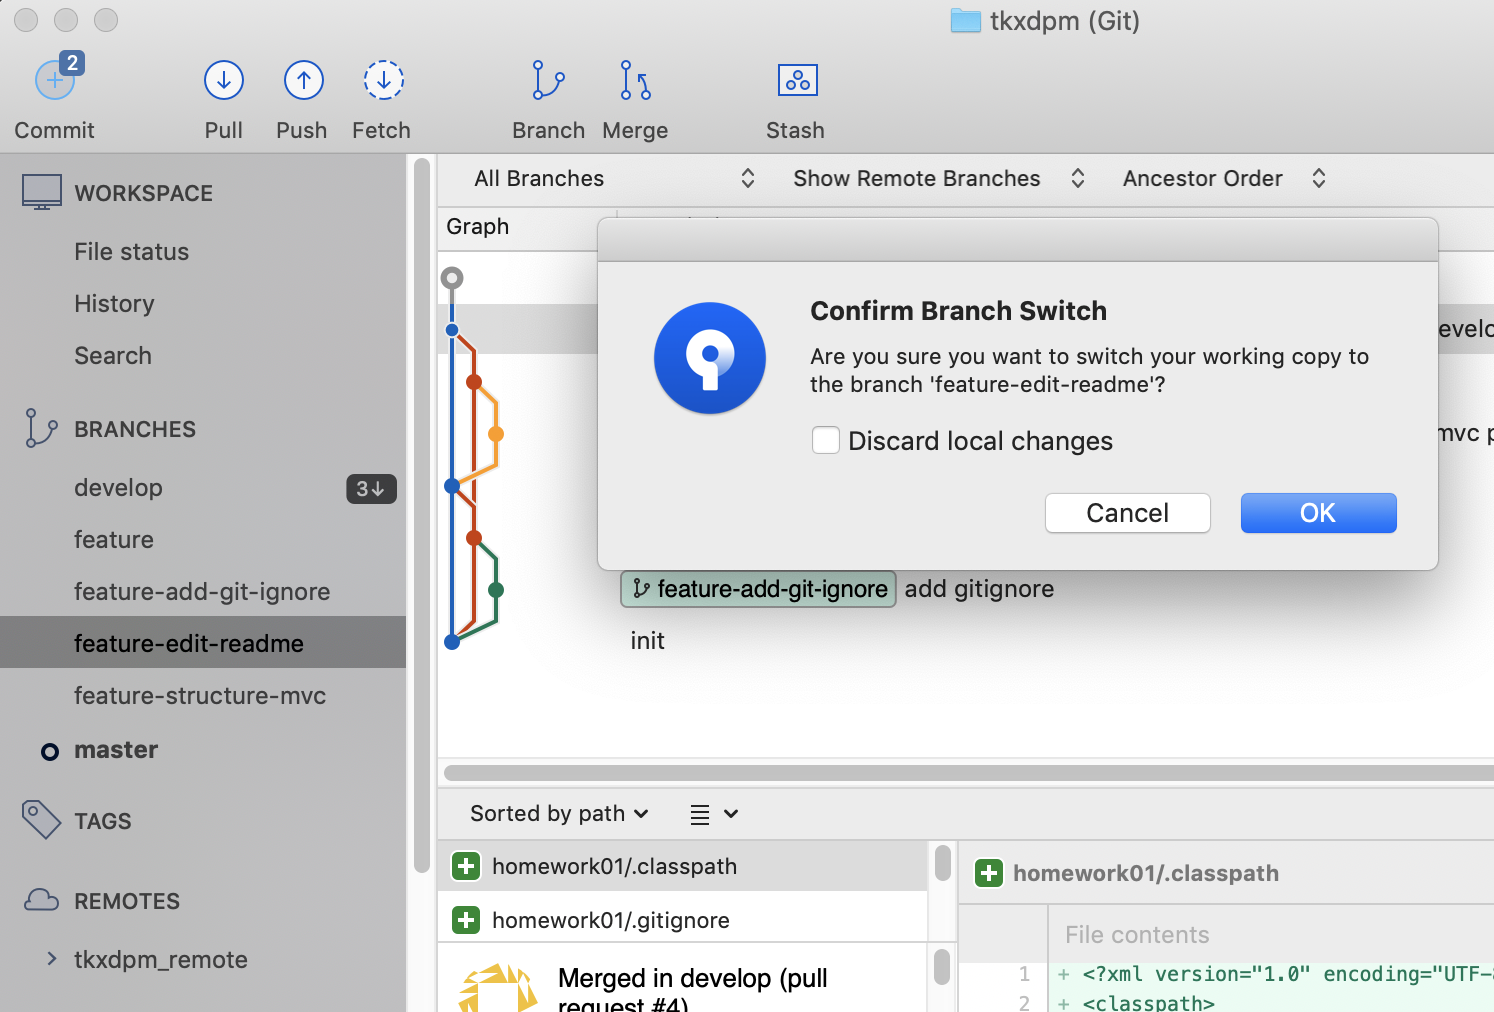 tkxdpm (Git)
2
Commit
Pull
Push
Fetch
Branch
Merge
Stash
WORKSPACE
File status
History
Search
BRANCHES
develop
3↓
feature
feature-add-git-ignore
feature-edit-readme
feature-structure-mvc
master
TAGS
REMOTES
tkxdpm_remote
All Branches
Show Remote Branches
Ancestor Order
Graph
Confirm Branch Switch
Are you sure you want to switch your working copy to
the branch 'feature-edit-readme'?
Discard local changes
Cancel
OK
mvc
feature-add-git-ignore add gitignore
init
Sorted by path
homework01/.classpath
homework01/.gitignore
Merged in develop (pull
request #4)
homework01/.classpath
File contents
1 + <?xml version="1.0" encoding="UTF-
2 + <classpath>